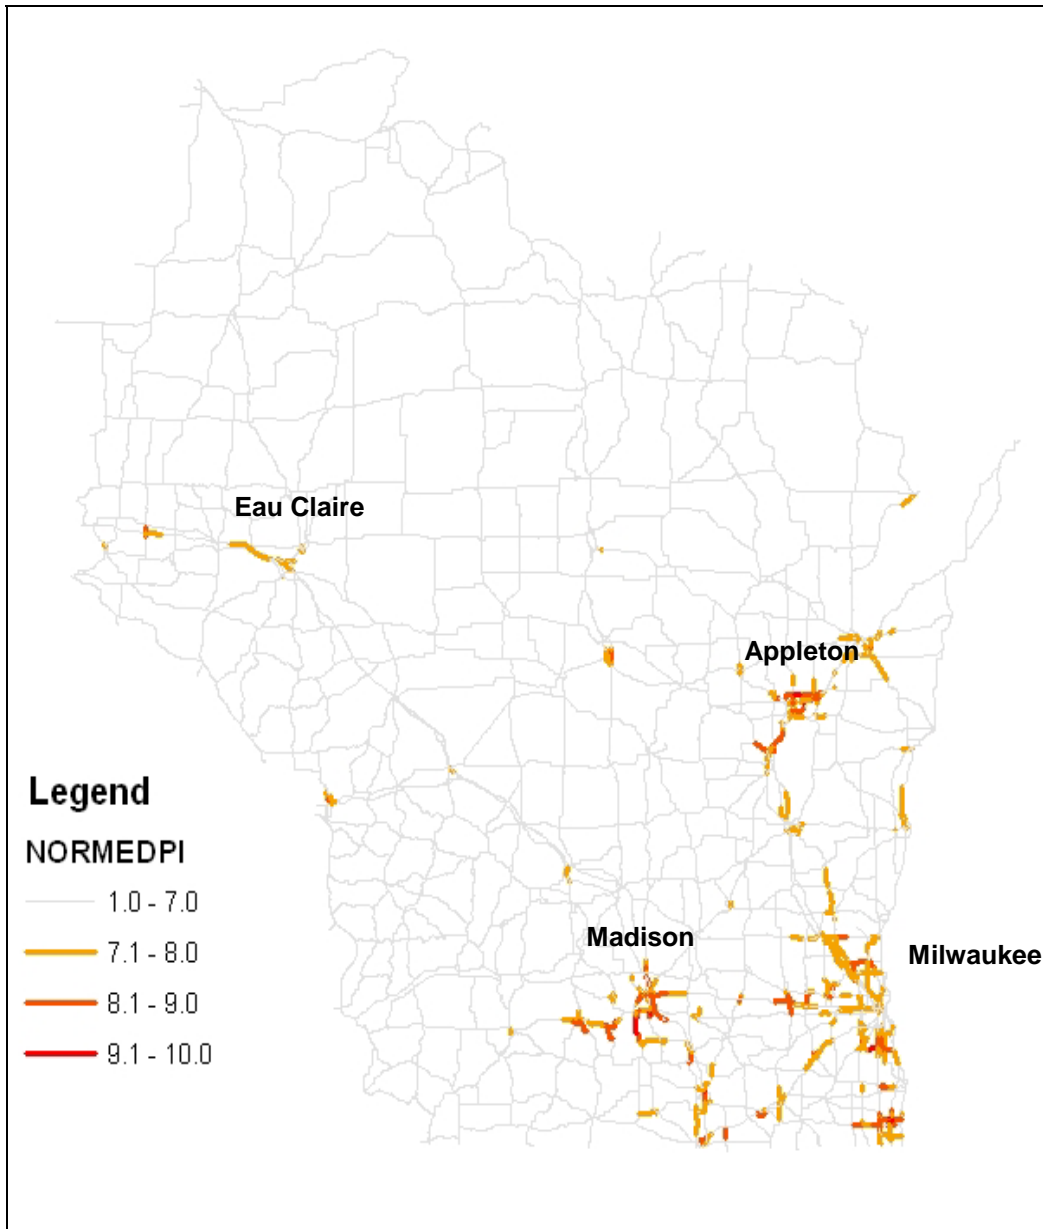 Eau Claire
Appleton
Legend
NORMEDPI
1.0 - 7.0
7.1 - 8.0
8.1 - 9.0
9.1 - 10.0
Madison
Milwaukee